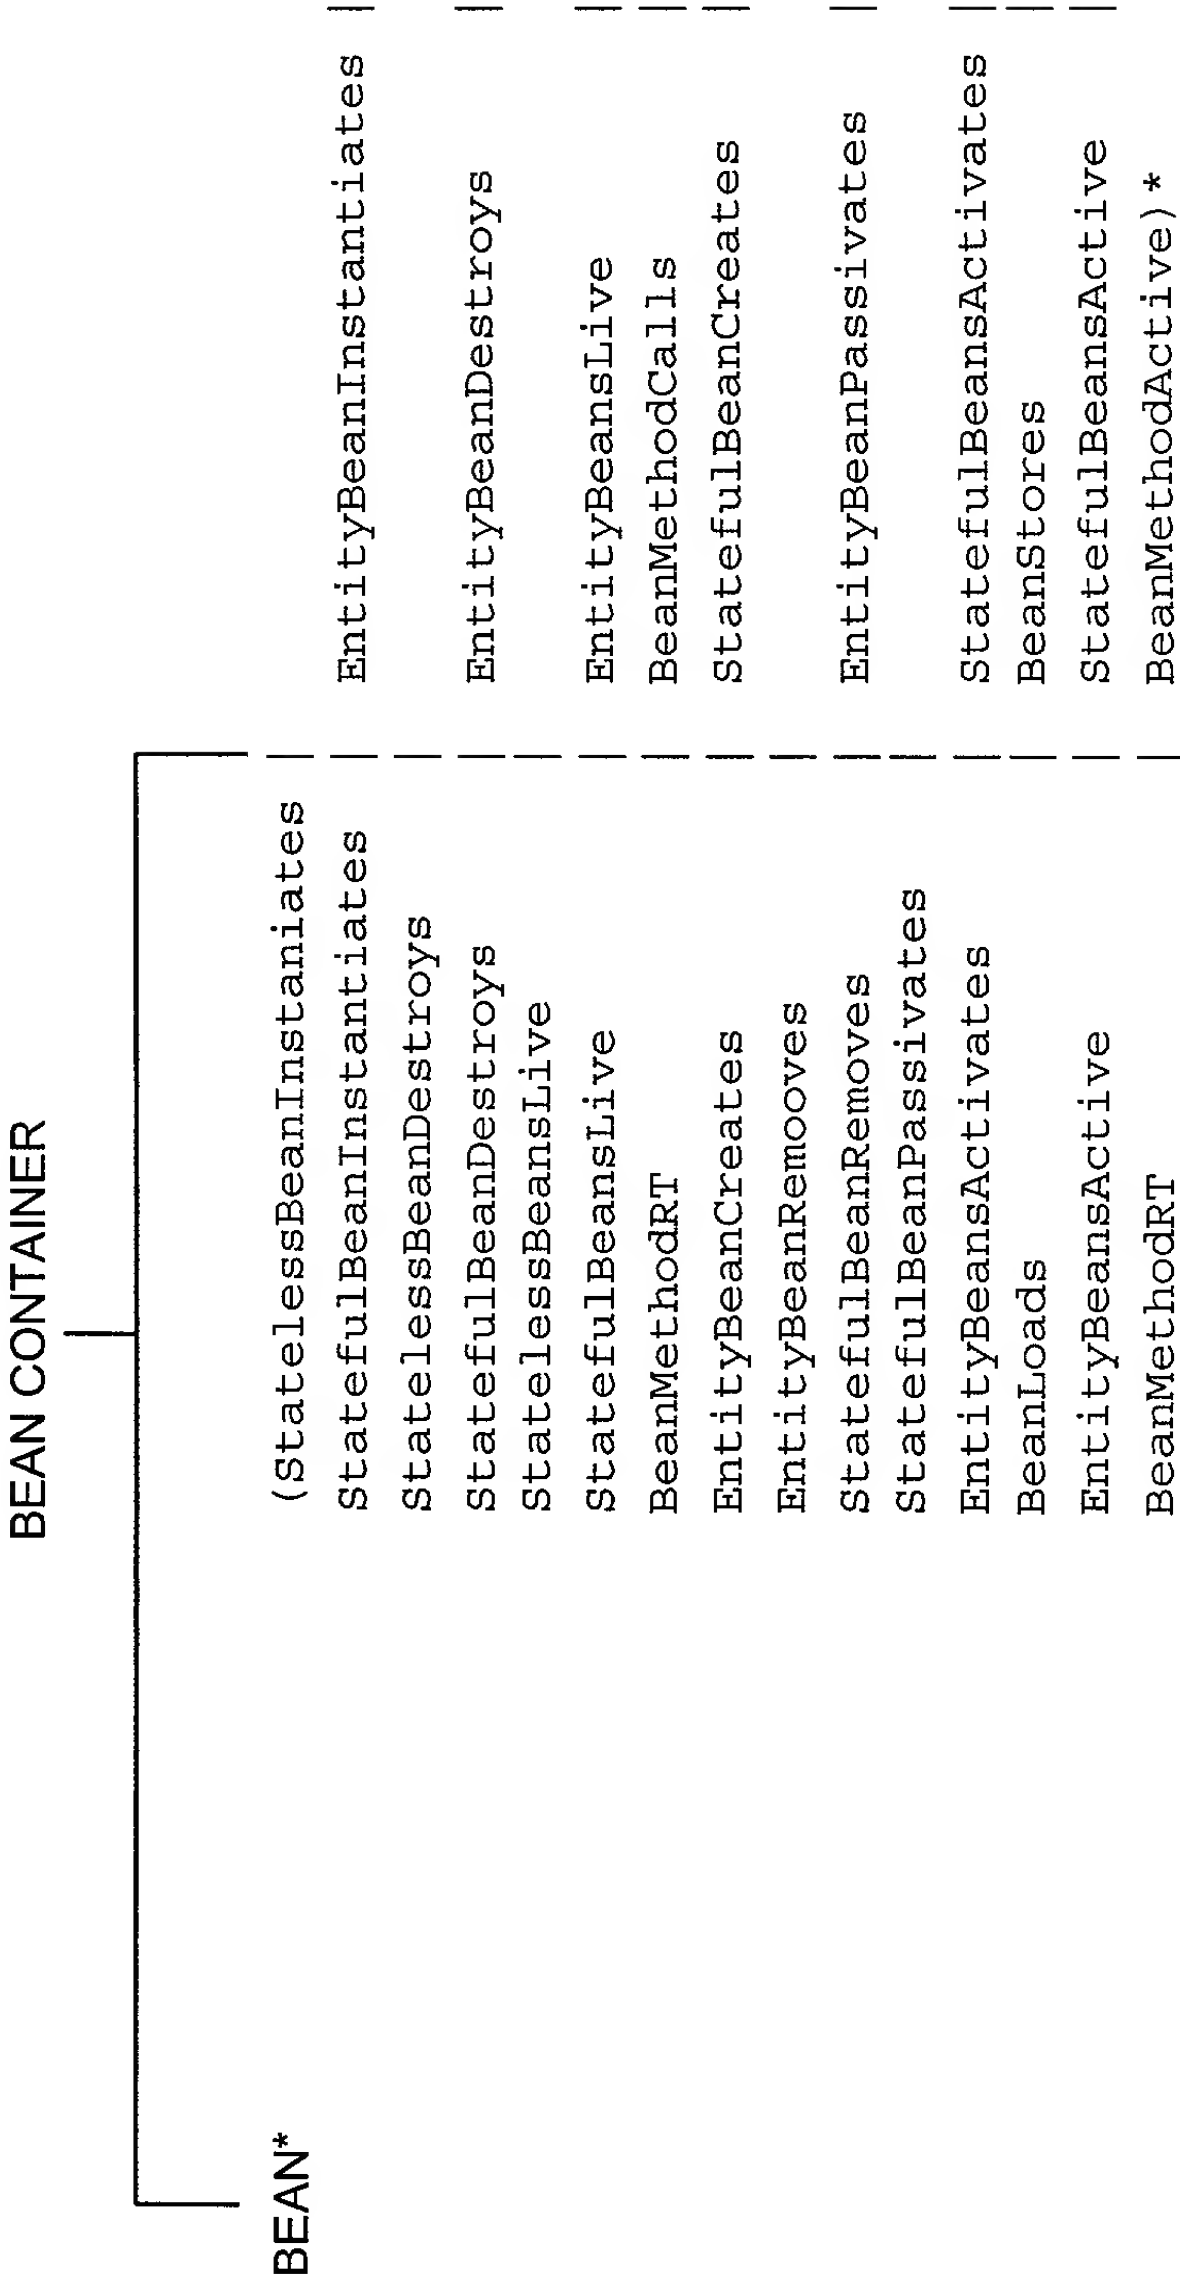 BEAN CONTAINER
BEAN* (StatelessBeanInstaniates |
StatefulBeanInstantiates | EntityBeanInstantiates |
StatelessBeanDestroys |
StatefulBeanDestroys | EntityBeanDestroys |
StatelessBeansLive |
StatefulBeansLive | EntityBeansLive |
BeanMethodRT | BeanMethodCalls |
EntityBeanCreates | StatefulBeanCreates |
EntityBeanRemooves |
StatefulBeanRemoves | EntityBeanPassivates |
StatefulBeanPassivates |
EntityBeansActivates | StatefulBeansActivates |
BeanLoads | BeanStores |
EntityBeansActive | StatefulBeansActive |
BeanMethodRT | BeanMethodActive)*